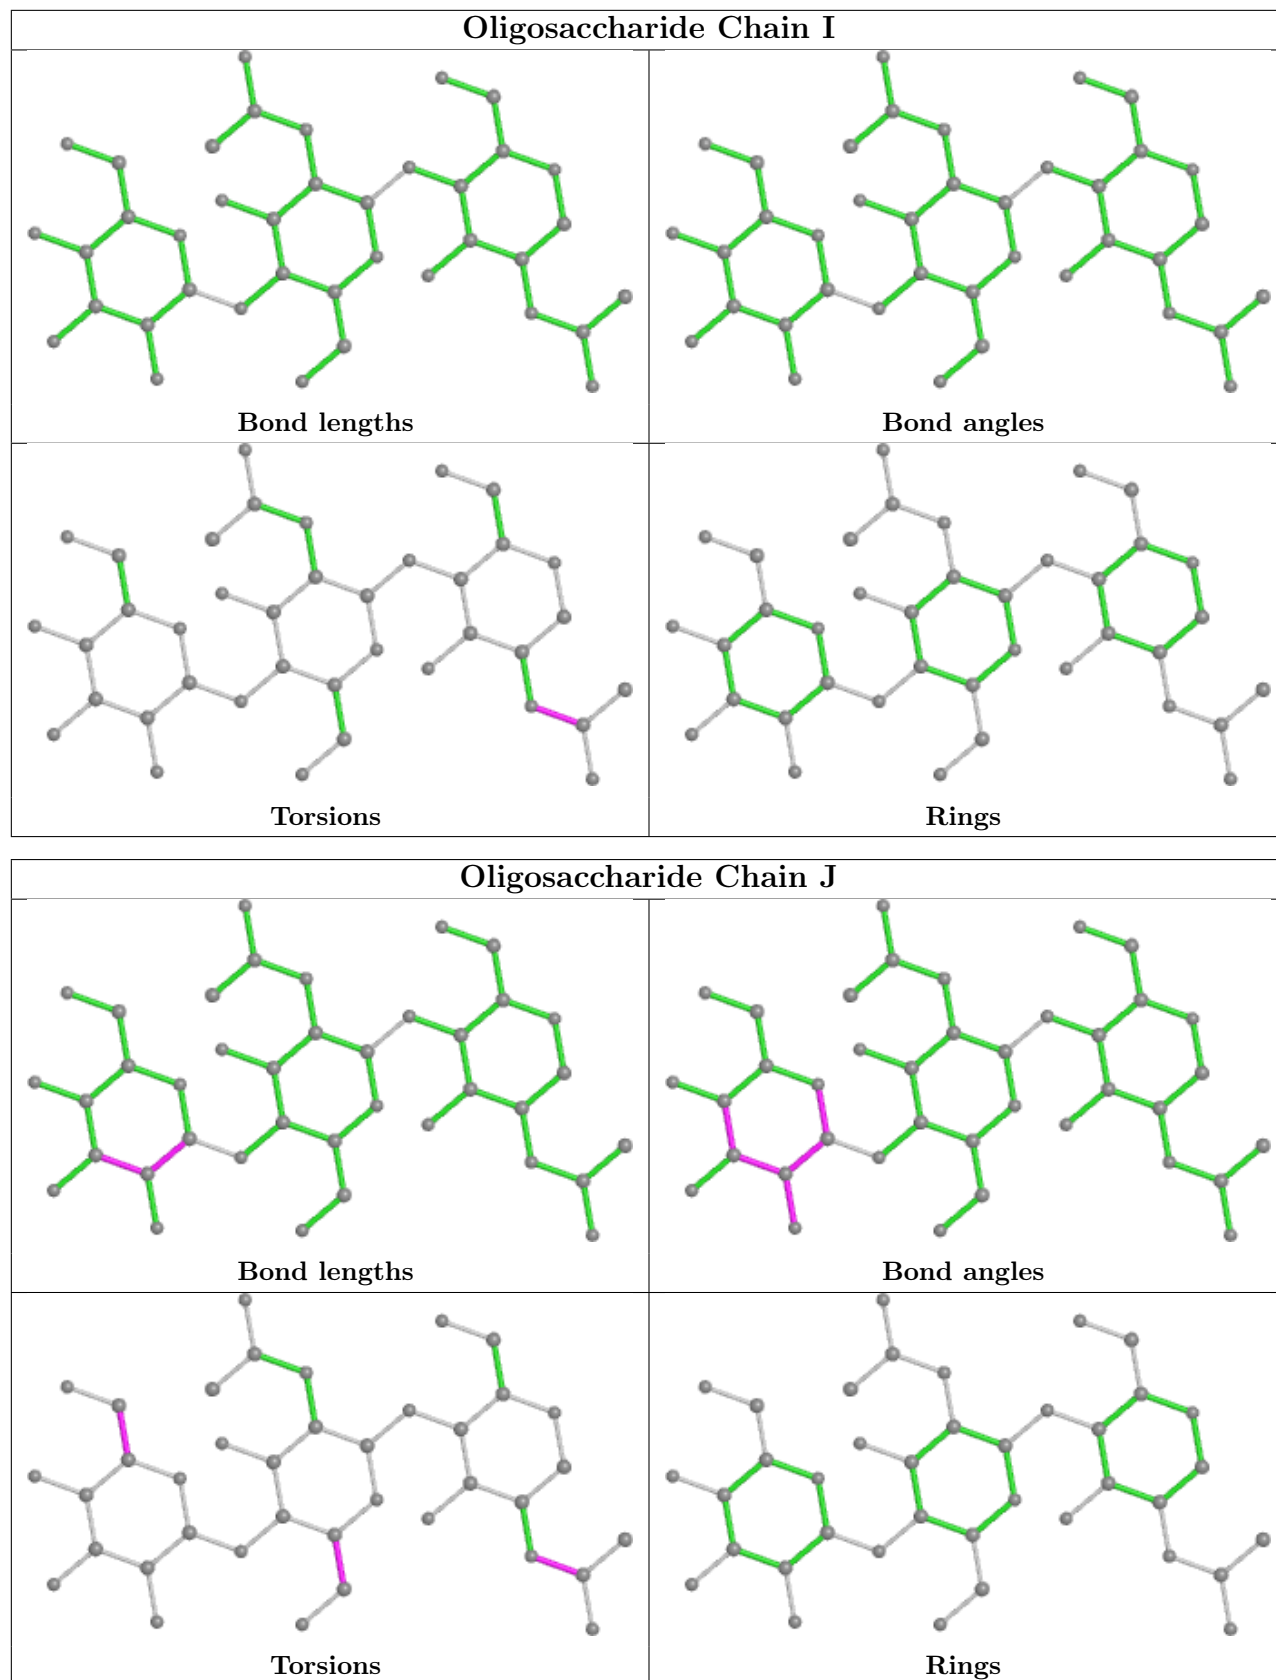 Oligosaccharide Chain I
Bond lengths
Bond angles
Torsions
Rings
Oligosaccharide Chain J
Bond lengths
Bond angles
Torsions
Rings